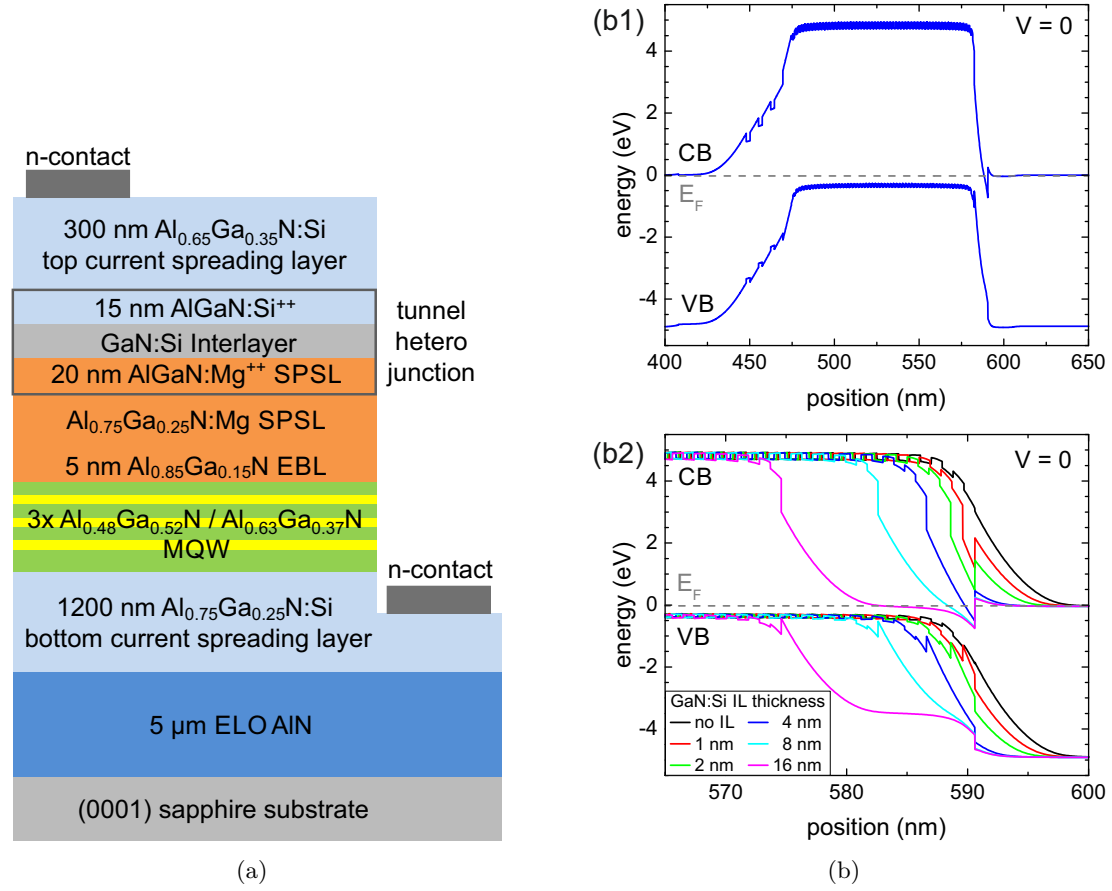 n-contact
300 nm Al0.65Ga0.35N:Si
top current spreading layer
15 nm AlGaN:Si++
GaN:Si Interlayer
20 nm AlGaN:Mg++ SPSL
tunnel
hetero
junction
Al0.75Ga0.25N:Mg SPSL
5 nm Al0.85Ga0.15N EBL
3x Al0.48Ga0.52N / Al0.63Ga0.37N
MQW
n-contact
1200 nm Al0.75Ga0.25N:Si
bottom current spreading layer
5 µm ELO AlN
(0001) sapphire substrate
(a)
(b1)
V = 0
4
2
0
-2
-4
energy (eV)
CB
EF
VB
400
450
500
550
600
650
position (nm)
(b2)
V = 0
4
2
0
-2
-4
energy (eV)
CB
EF
VB
GaN:Si IL thickness
no IL
4 nm
1 nm
8 nm
2 nm
16 nm
570
580
590
600
position (nm)
(b)